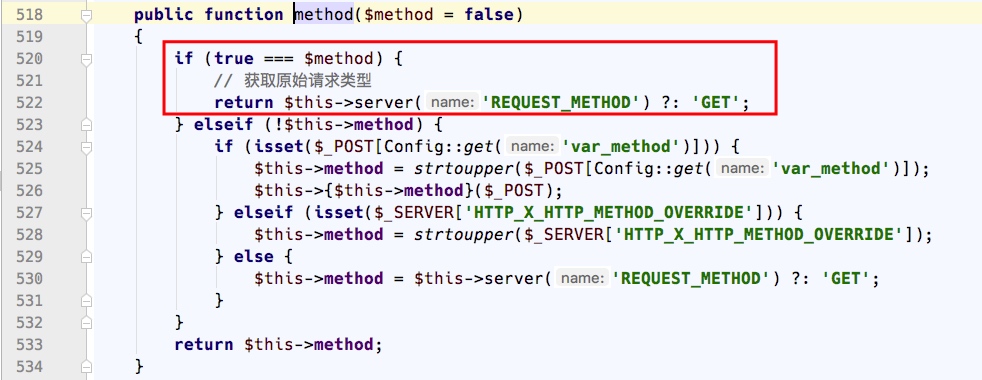 518 public function method($method = false)
519 {
520 if (true === $method) {
521 // 获取原始请求类型
522 return $this->server( name: 'REQUEST_METHOD') ?: 'GET';
523 } elseif (!$this->method) {
524 if (isset($_POST[Config::get( name: 'var_method')])) {
525 $this->method = strtoupper($_POST[Config::get( name: 'var_method')]);
526 $this->{$this->method}($_POST);
527 } elseif (isset($_SERVER['HTTP_X_HTTP_METHOD_OVERRIDE'])) {
528 $this->method = strtoupper($_SERVER['HTTP_X_HTTP_METHOD_OVERRIDE']);
529 } else {
530 $this->method = $this->server( name: 'REQUEST_METHOD') ?: 'GET';
531 }
532 }
533 return $this->method;
534 }